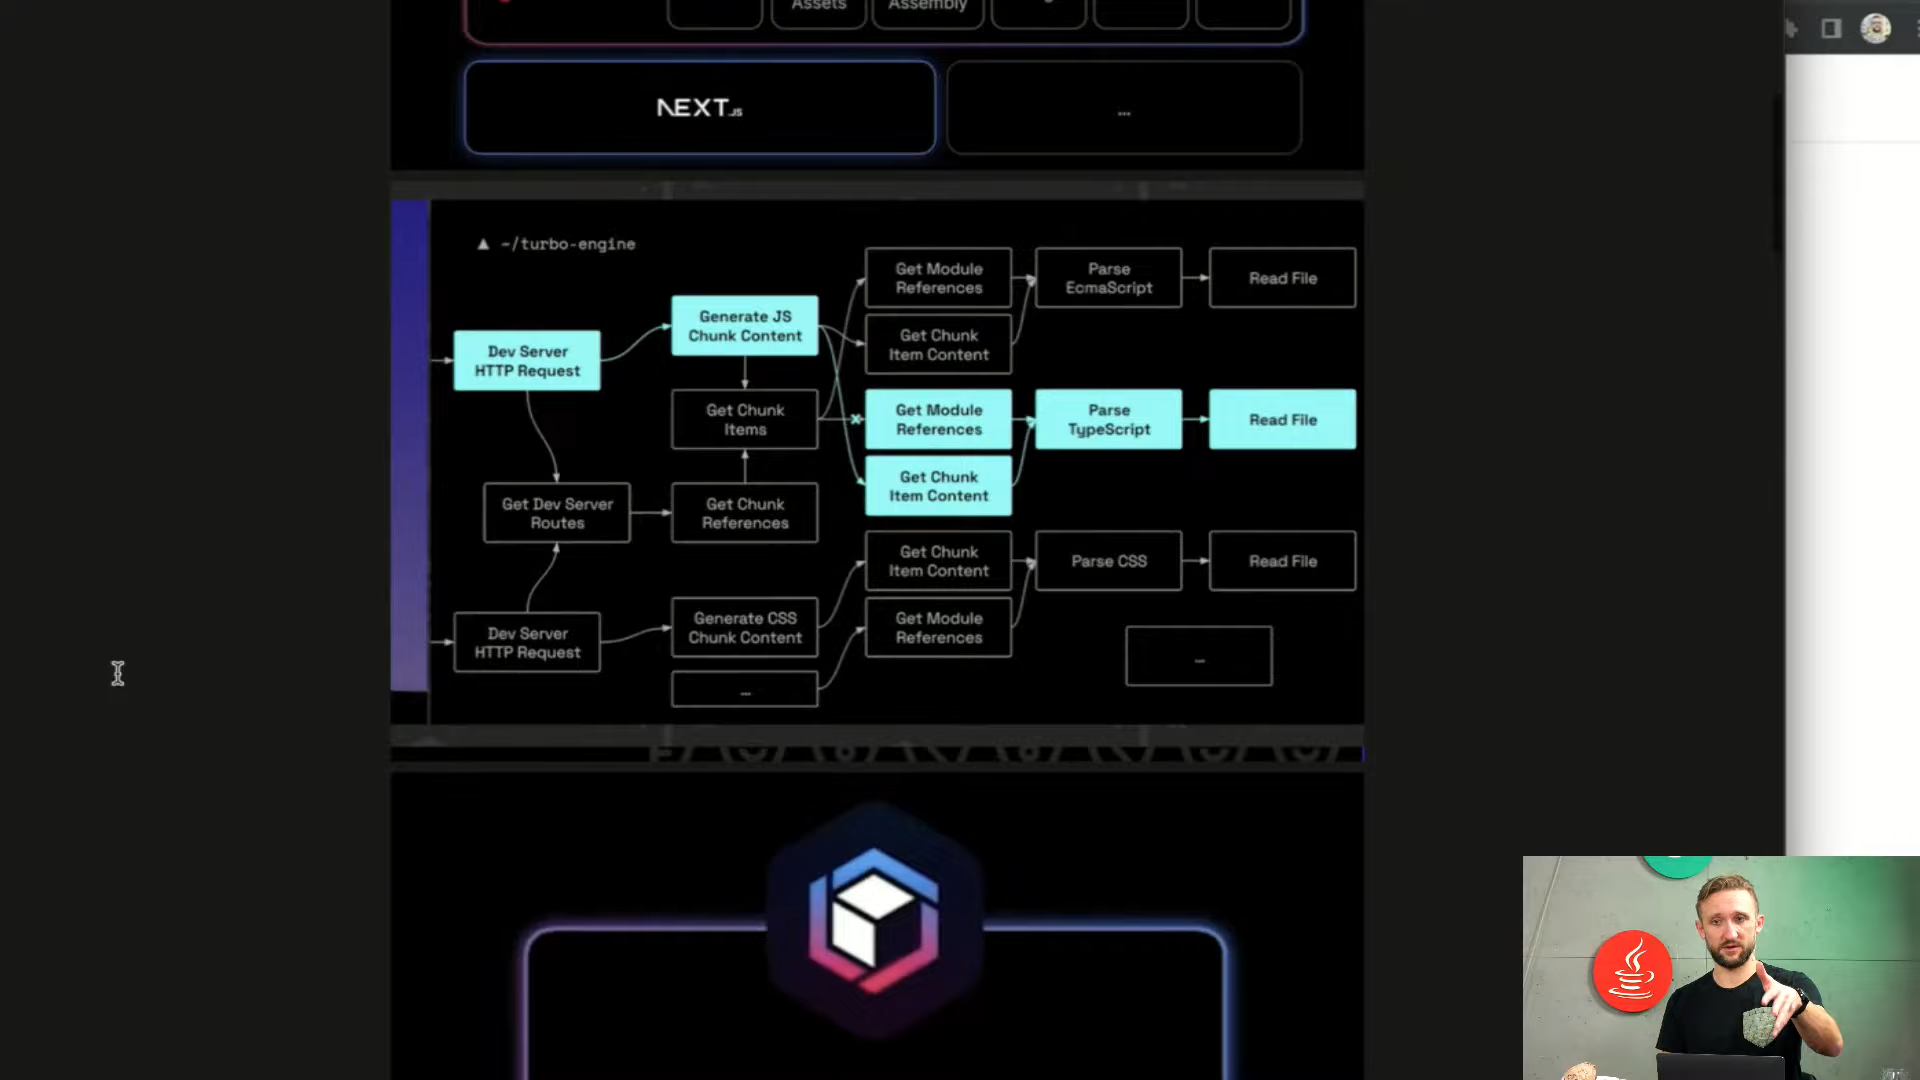 Assets
Assembly
NEXT.JS
...
▲ ~/turbo-engine
Dev Server
HTTP Request
Generate JS
Chunk Content
Get Module
References
Parse
EcmaScript
Read File
Get Chunk
Item Content
Get Chunk
Items
Get Module
References
Parse
TypeScript
Read File
Get Chunk
Item Content
Get Dev Server
Routes
Get Chunk
References
Get Chunk
Item Content
Parse CSS
Read File
Dev Server
HTTP Request
Generate CSS
Chunk Content
Get Module
References
...
...